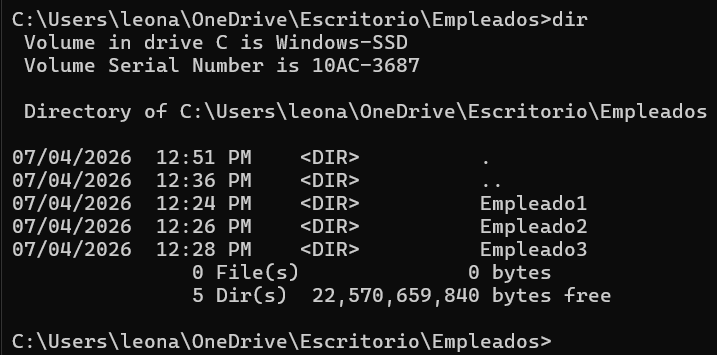 C:\Users\leona\OneDrive\Escritorio\Empleados>dir
 Volume in drive C is Windows-SSD
 Volume Serial Number is 10AC-3687

 Directory of C:\Users\leona\OneDrive\Escritorio\Empleados

07/04/2026  12:51 PM    <DIR>          .
07/04/2026  12:36 PM    <DIR>          ..
07/04/2026  12:24 PM    <DIR>          Empleado1
07/04/2026  12:26 PM    <DIR>          Empleado2
07/04/2026  12:28 PM    <DIR>          Empleado3
               0 File(s)              0 bytes
               5 Dir(s)  22,570,659,840 bytes free

C:\Users\leona\OneDrive\Escritorio\Empleados>